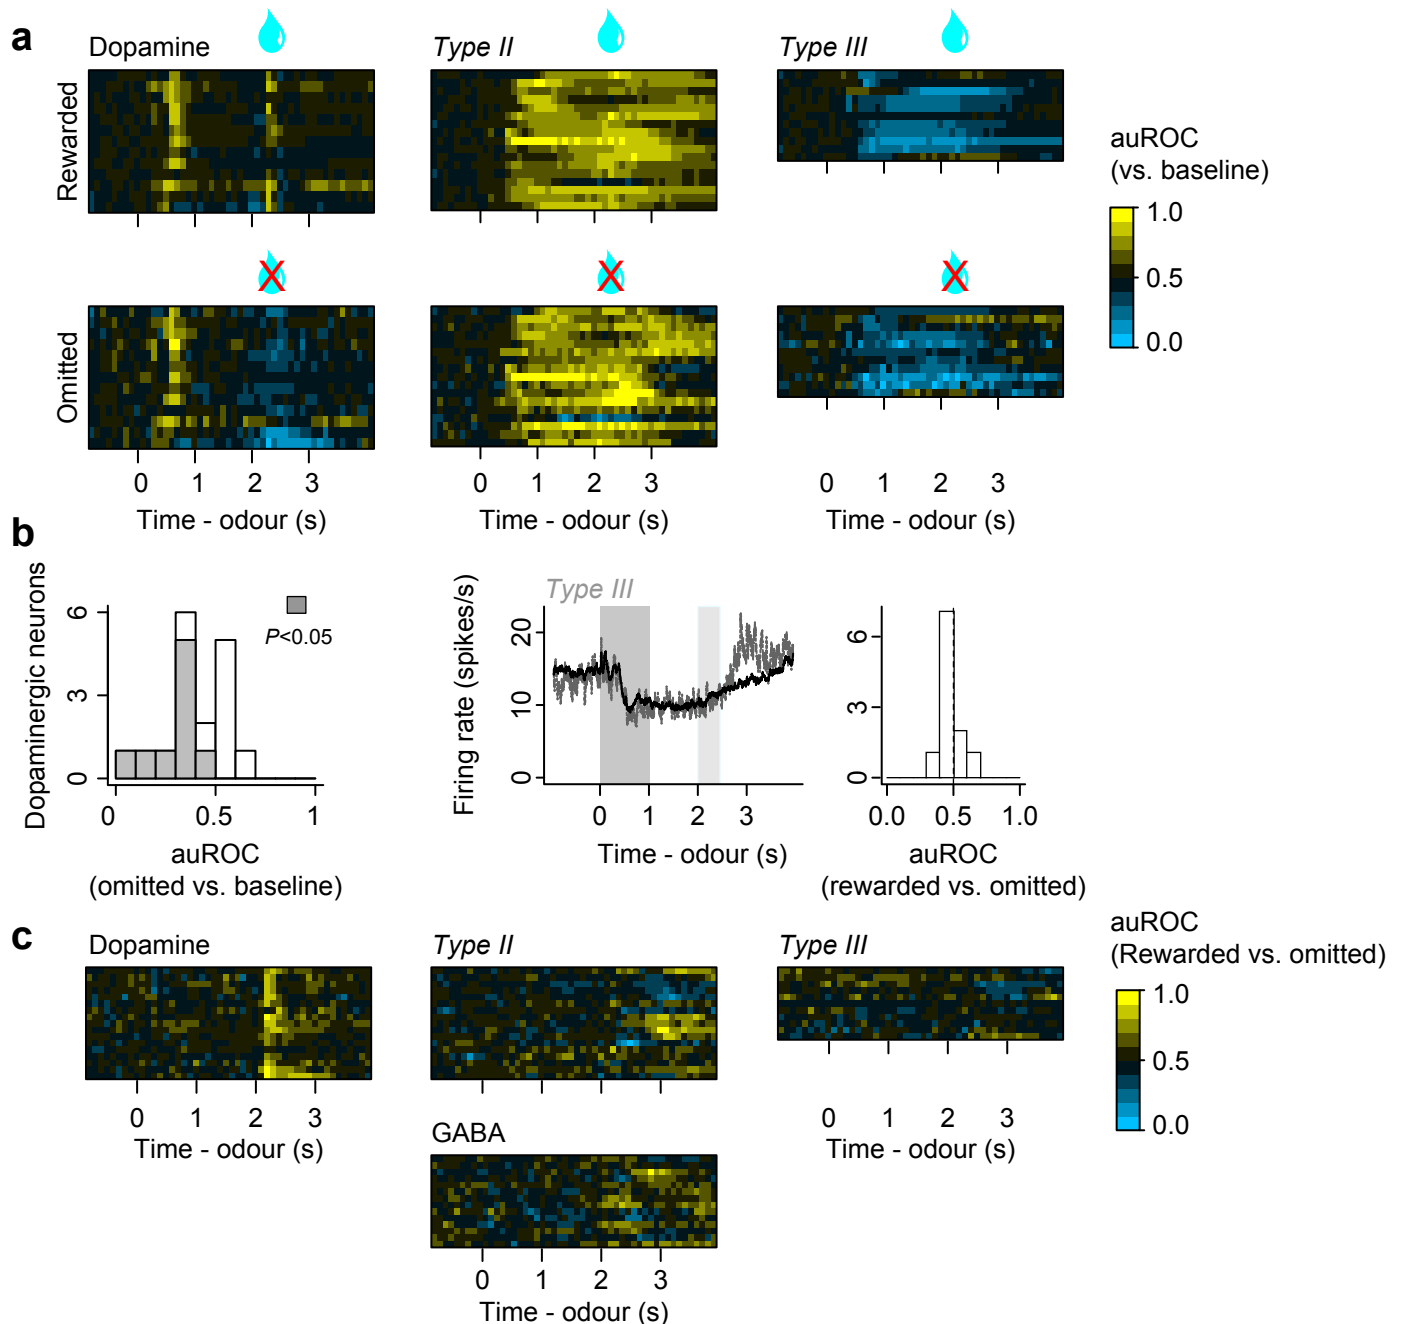 a
Dopamine
Type II
Type III
Rewarded
auROC
(vs. baseline)
1.0
0.5
0.0
Omitted
0 1 2 3
0 1 2 3
0 1 2 3
Time - odour (s)
Time - odour (s)
Time - odour (s)
b
Dopaminergic neurons
6
3
0
P<0.05
0 0.5 1
auROC
(omitted vs. baseline)
Type III
Firing rate (spikes/s)
20
10
0
0 1 2 3
Time - odour (s)
6
3
0
0.0 0.5 1.0
auROC
(rewarded vs. omitted)
c
Dopamine
Type II
Type III
auROC
(Rewarded vs. omitted)
1.0
0.5
0.0
0 1 2 3
Time - odour (s)
0 1 2 3
Time - odour (s)
GABA
0 1 2 3
Time - odour (s)